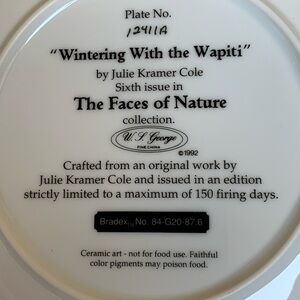 Plate No.
12411A
"Wintering With the Wapiti"
by Julie Kramer Cole
Sixth issue in
The Faces of Nature
collection.
W. S. George
FINE CHINA
©1992
Crafted from an original work by
Julie Kramer Cole and issued in an edition
strictly limited to a maximum of 150 firing days.
Bradex No. 84-G20-87.6
Ceramic art - not for food use. Faithful
color pigments may poison food.